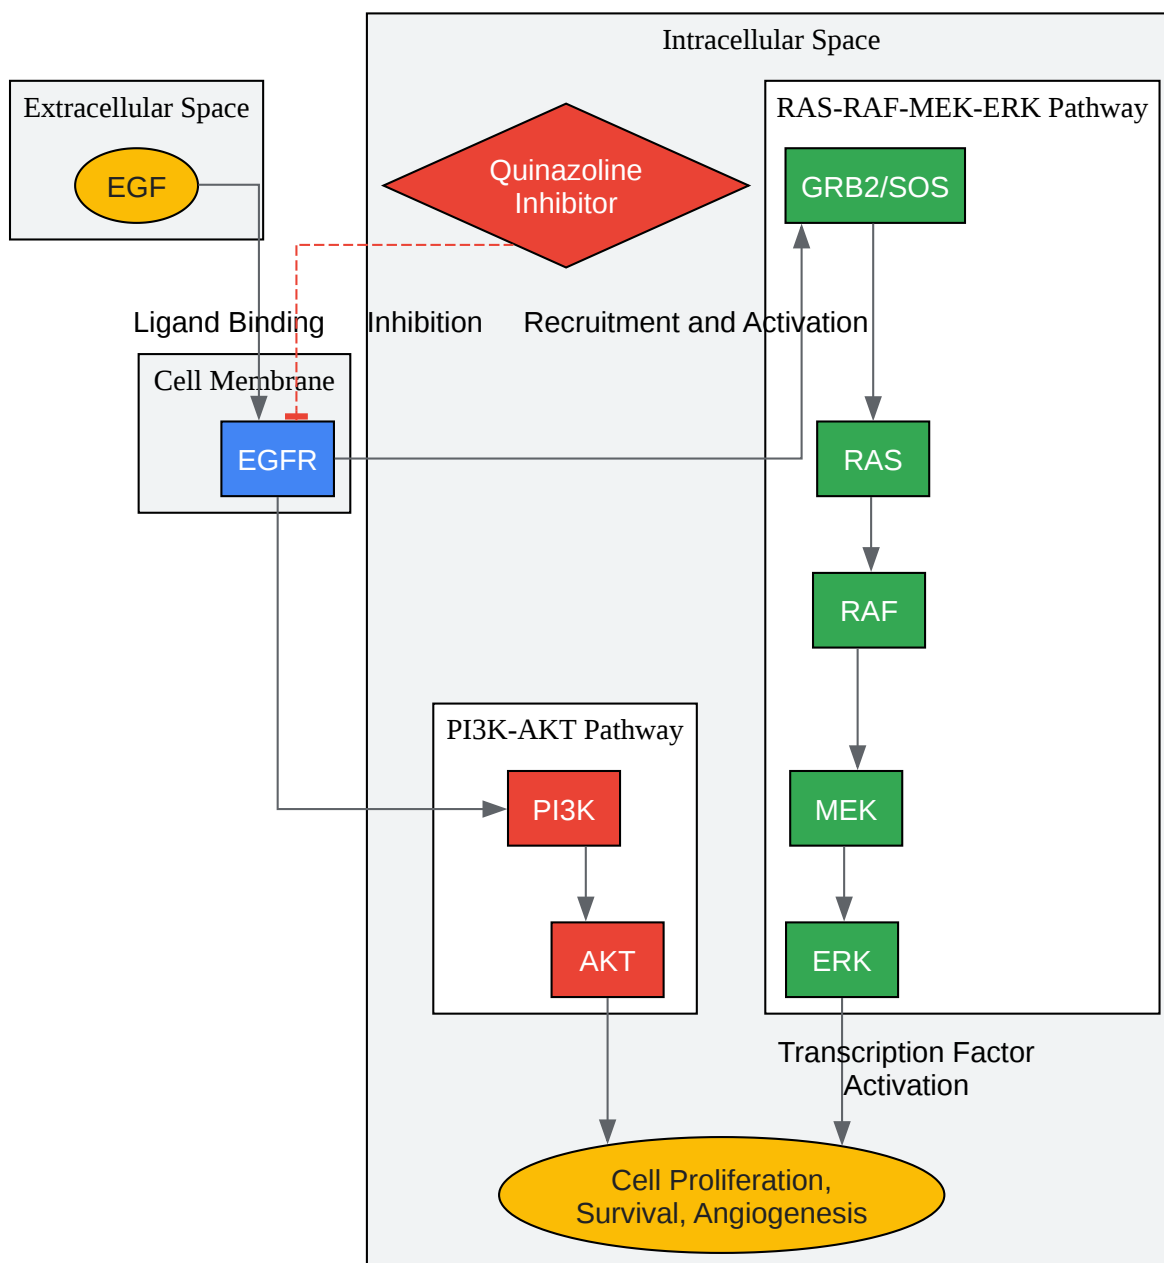 Intracellular Space
Extracellular Space
RAS-RAF-MEK-ERK Pathway
EGF
Quinazoline
Inhibitor
GRB2/SOS
Ligand Binding
Inhibition
Recruitment and Activation
Cell Membrane
EGFR
RAS
RAF
PI3K-AKT Pathway
PI3K
MEK
AKT
ERK
Transcription Factor
Activation
Cell Proliferation,
Survival, Angiogenesis